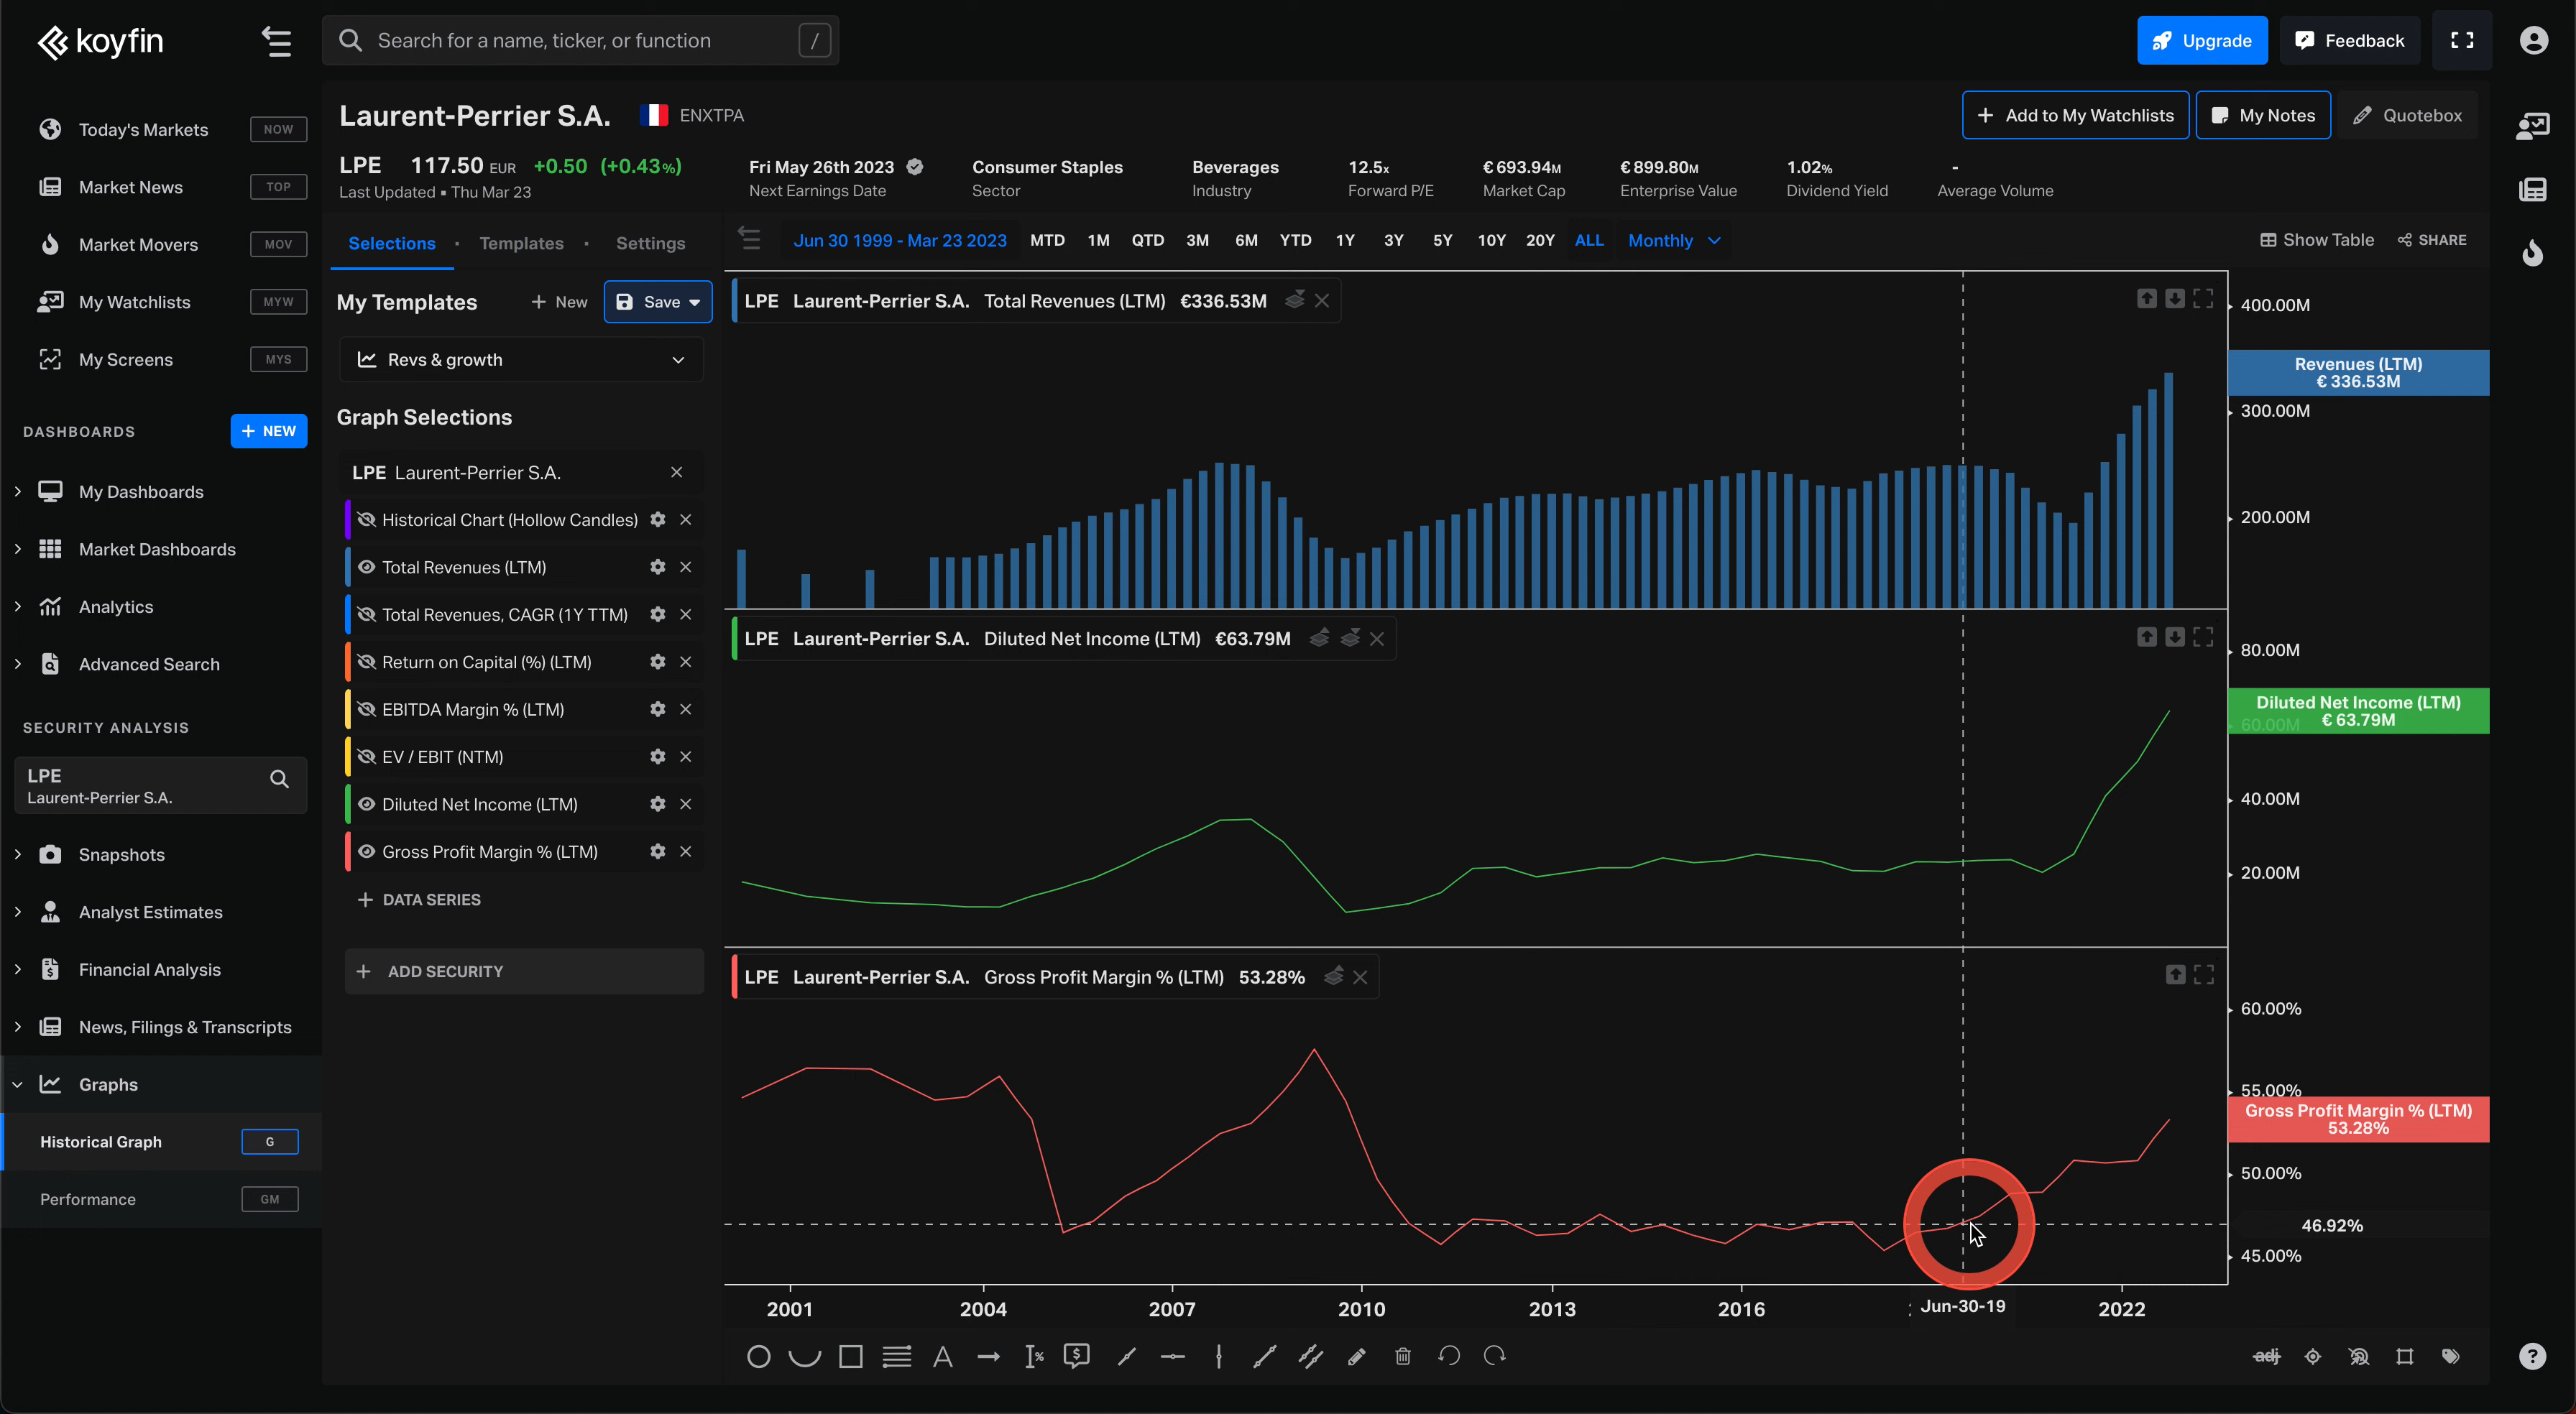 koyfin
Search for a name, ticker, or function
/
Upgrade
Feedback
Today's Markets NOW
Market News TOP
Market Movers MOV
My Watchlists MYW
My Screens MYS
DASHBOARDS
+ NEW
My Dashboards
Market Dashboards
Analytics
Advanced Search
SECURITY ANALYSIS
LPE
Laurent-Perrier S.A.
Snapshots
Analyst Estimates
Financial Analysis
News, Filings & Transcripts
Graphs
Historical Graph G
Performance GM
Laurent-Perrier S.A. ENXTPA
+ Add to My Watchlists
My Notes
Quotebox
LPE 117.50 EUR +0.50 (+0.43%)
Last Updated ▪ Thu Mar 23
Fri May 26th 2023
Next Earnings Date
Consumer Staples
Sector
Beverages
Industry
12.5x
Forward P/E
€693.94M
Market Cap
€899.80M
Enterprise Value
1.02%
Dividend Yield
-
Average Volume
Selections · Templates · Settings
My Templates + New Save
Revs & growth
Graph Selections
LPE Laurent-Perrier S.A.
Historical Chart (Hollow Candles)
Total Revenues (LTM)
Total Revenues, CAGR (1Y TTM)
Return on Capital (%) (LTM)
EBITDA Margin % (LTM)
EV / EBIT (NTM)
Diluted Net Income (LTM)
Gross Profit Margin % (LTM)
+ DATA SERIES
+ ADD SECURITY
Jun 30 1999 - Mar 23 2023 MTD 1M QTD 3M 6M YTD 1Y 3Y 5Y 10Y 20Y ALL Monthly
Show Table SHARE
LPE Laurent-Perrier S.A. Total Revenues (LTM) €336.53M
400.00M
Revenues (LTM)
€336.53M
300.00M
200.00M
LPE Laurent-Perrier S.A. Diluted Net Income (LTM) €63.79M
80.00M
Diluted Net Income (LTM)
€63.79M
60.00M
40.00M
20.00M
LPE Laurent-Perrier S.A. Gross Profit Margin % (LTM) 53.28%
60.00%
55.00%
Gross Profit Margin % (LTM)
53.28%
50.00%
46.92%
45.00%
2001 2004 2007 2010 2013 2016 Jun-30-19 2022
A
%
$
adj
?